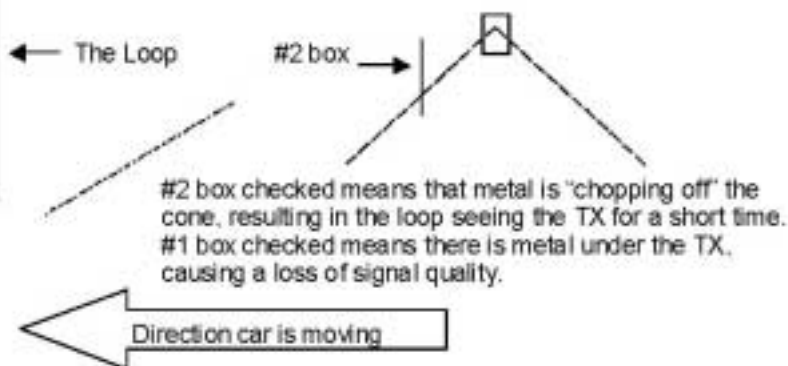 The Loop
#2 box
#2 box checked means that metal is "chopping off" the
cone, resulting in the loop seeing the TX for a short time.
#1 box checked means there is metal under the TX,
causing a loss of signal quality.
Direction car is moving